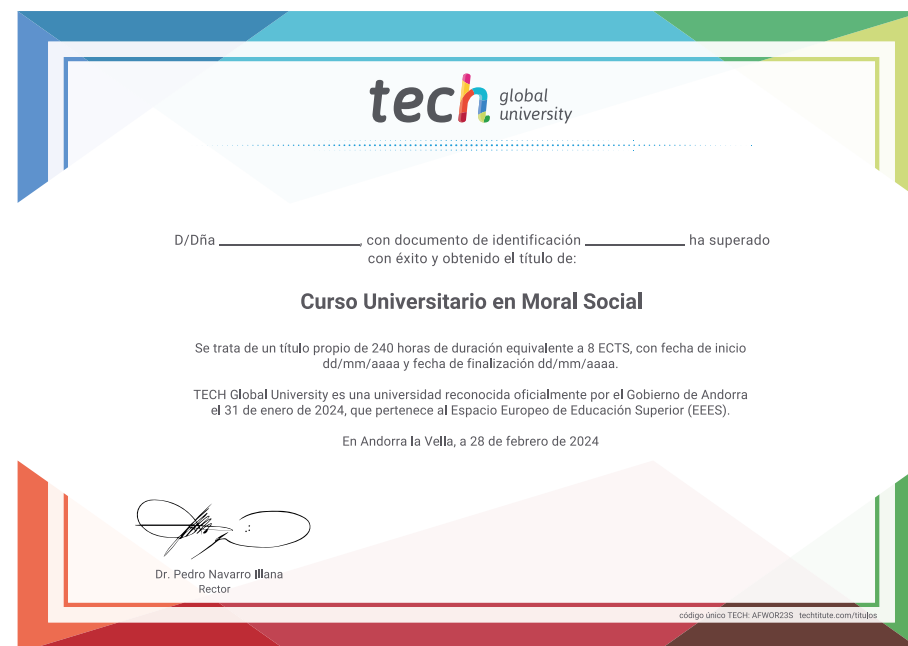 tech global
university
D/Dña ____________________, con documento de identificación ______________ ha superado
con éxito y obtenido el título de:
Curso Universitario en Moral Social
Se trata de un título propio de 240 horas de duración equivalente a 8 ECTS, con fecha de inicio
dd/mm/aaaa y fecha de finalización dd/mm/aaaa.
TECH Global University es una universidad reconocida oficialmente por el Gobierno de Andorra
el 31 de enero de 2024, que pertenece al Espacio Europeo de Educación Superior (EEES).
En Andorra la Vella, a 28 de febrero de 2024
Dr. Pedro Navarro Illana
Rector
código único TECH: AFWOR23S techtitute.com/titulos